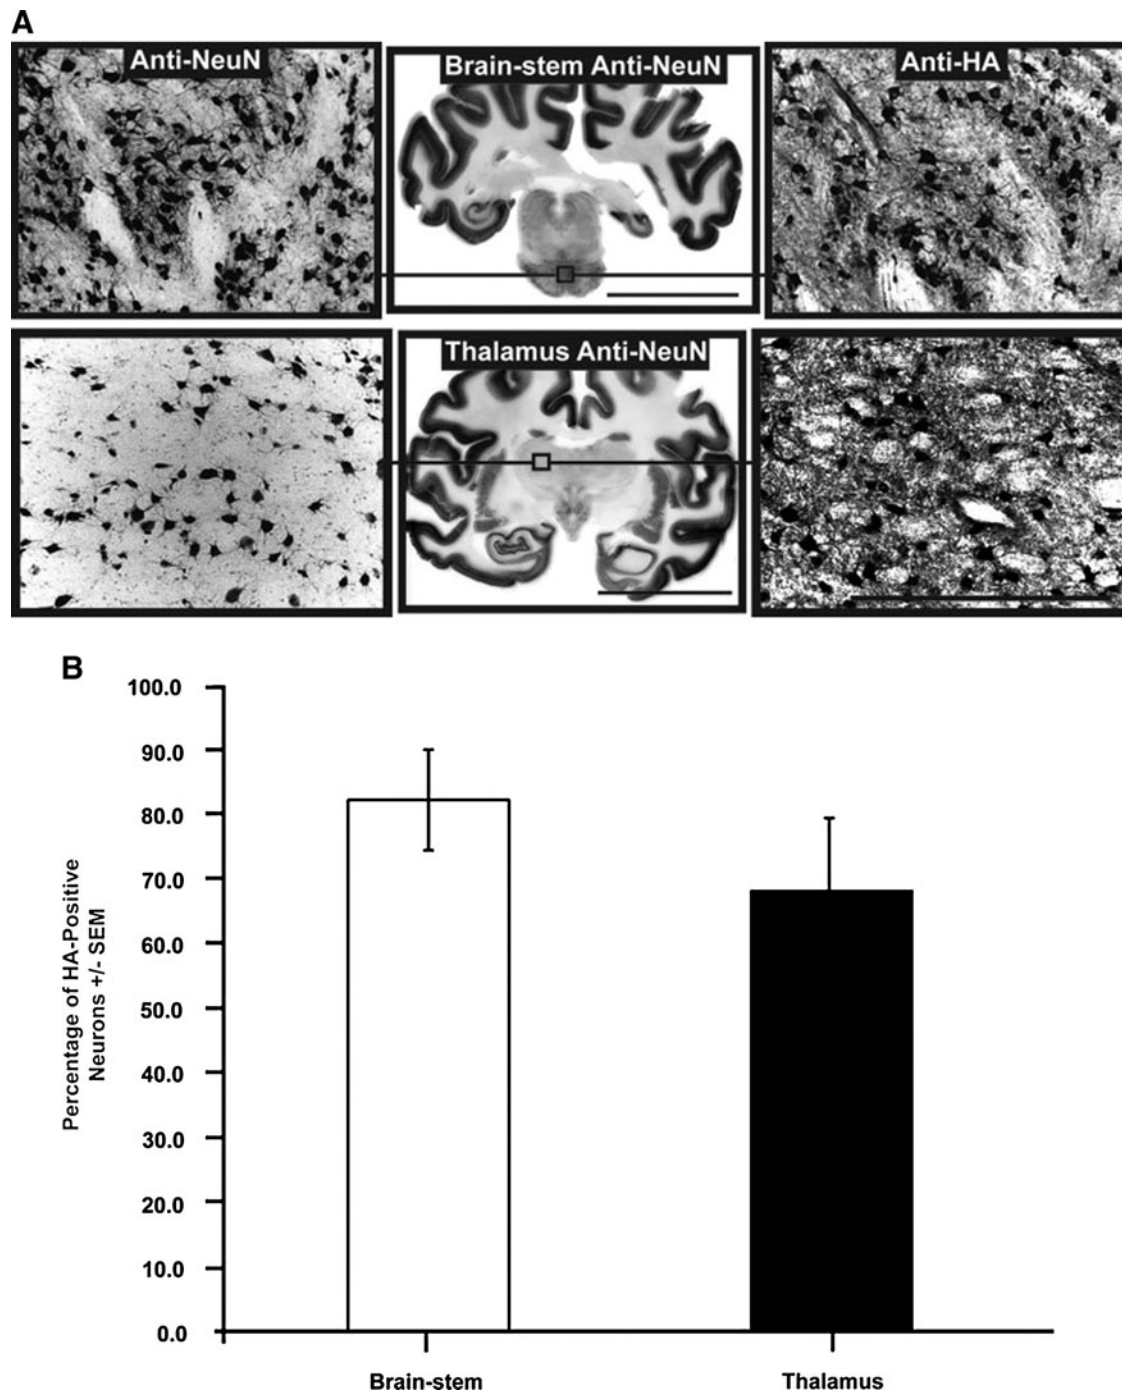 A
Anti-NeuN
Brain-stem Anti-NeuN
Anti-HA
Thalamus Anti-NeuN
B
100.0
90.0
80.0
70.0
60.0
50.0
40.0
30.0
20.0
10.0
0.0
Percentage of HA-Positive
Neurons +/- SEM
Brain-stem
Thalamus